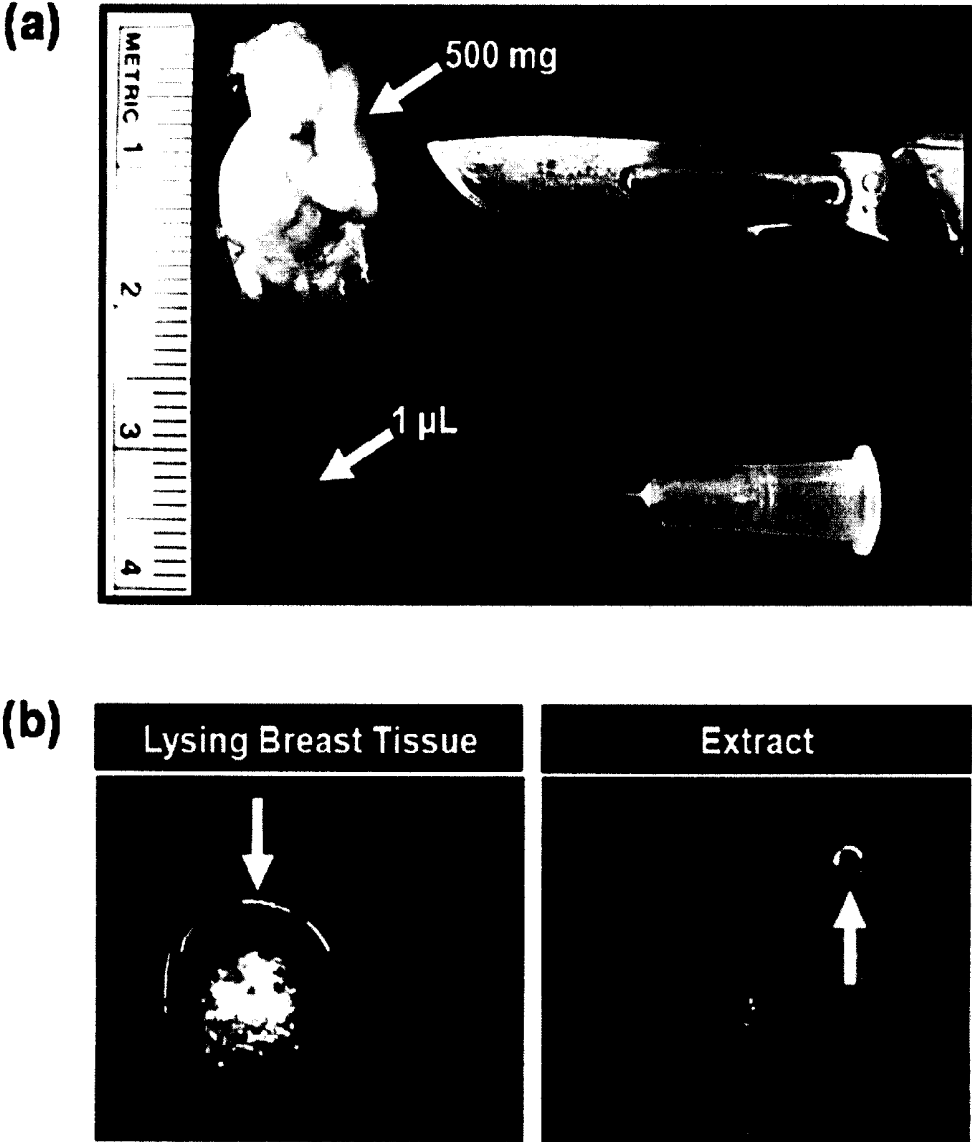 (a)
METRIC 1
500 mg
2
1 µL
3
4
(b)
Lysing Breast Tissue
Extract